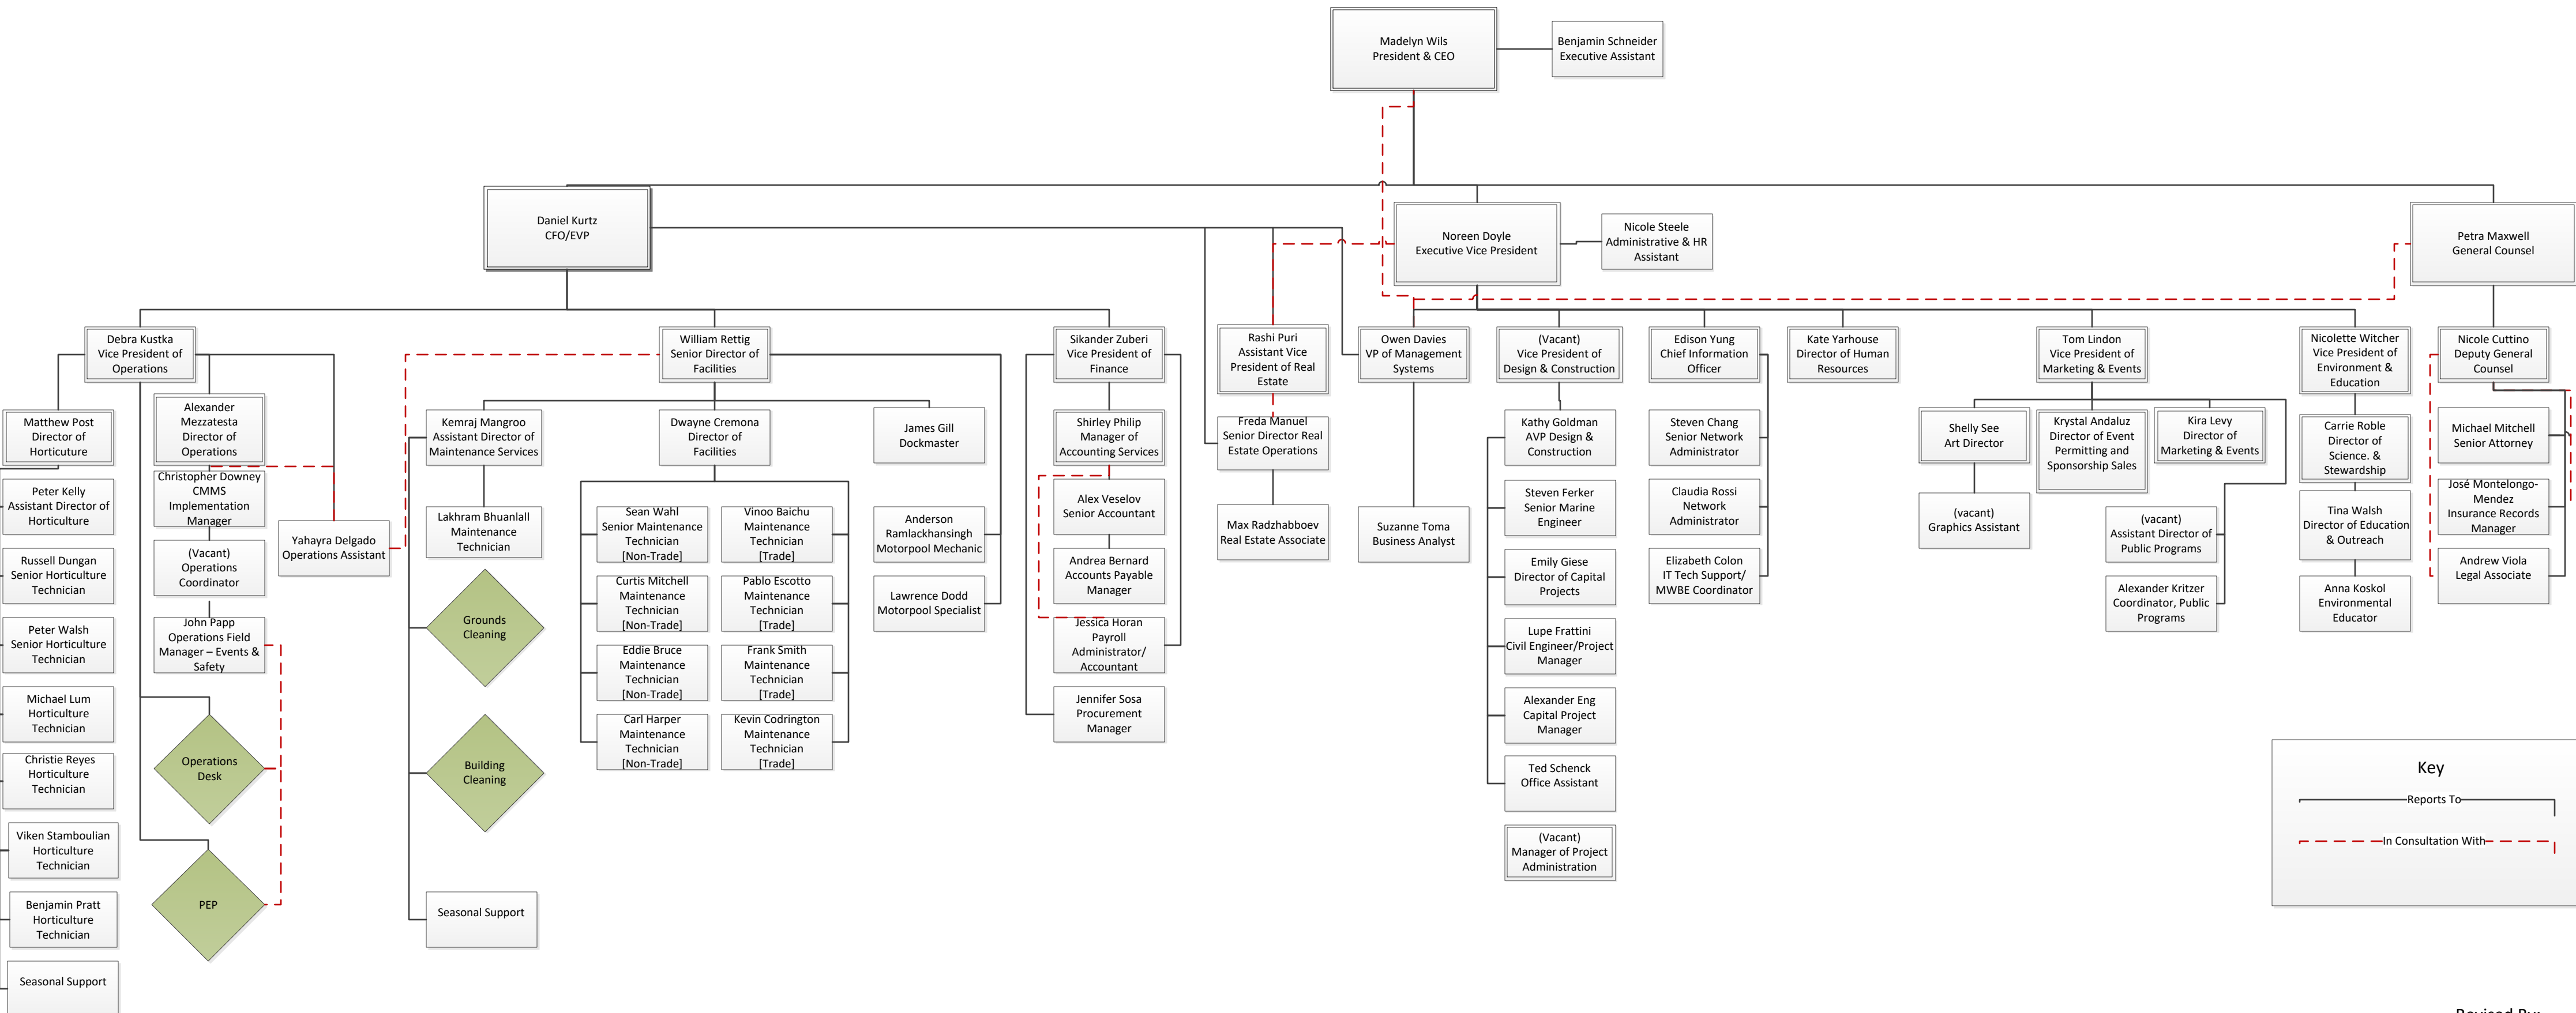 Madelyn Wils
President & CEO
Benjamin Schneider
Executive Assistant
Daniel Kurtz
CFO/EVP
Noreen Doyle
Executive Vice President
Nicole Steele
Administrative & HR
Assistant
Petra Maxwell
General Counsel
Debra Kustka
Vice President of
Operations
Matthew Post
Director of
Horticuture
Peter Kelly
Assistant Director of
Horticulture
Russell Dungan
Senior Horticulture
Technician
Peter Walsh
Senior Horticulture
Technician
Michael Lum
Horticulture
Technician
Christie Reyes
Horticulture
Technician
Viken Stamboulian
Horticulture
Technician
Benjamin Pratt
Horticulture
Technician
Seasonal Support
Alexander
Mezzatesta
Director of
Operations
Christopher Downey
CMMS
Implementation
Manager
(Vacant)
Operations
Coordinator
John Papp
Operations Field
Manager – Events &
Safety
Operations
Desk
PEP
Yahayra Delgado
Operations Assistant
William Rettig
Senior Director of
Facilities
Kemraj Mangroo
Assistant Director of
Maintenance Services
Lakhram Bhuanlall
Maintenance
Technician
Grounds
Cleaning
Building
Cleaning
Seasonal Support
Dwayne Cremona
Director of
Facilities
Sean Wahl
Senior Maintenance
Technician
[Non-Trade]
Curtis Mitchell
Maintenance
Technician
[Non-Trade]
Eddie Bruce
Maintenance
Technician
[Non-Trade]
Carl Harper
Maintenance
Technician
[Non-Trade]
Vinoo Baichu
Maintenance
Technician
[Trade]
Pablo Escotto
Maintenance
Technician
[Trade]
Frank Smith
Maintenance
Technician
[Trade]
Kevin Codrington
Maintenance
Technician
[Trade]
James Gill
Dockmaster
Anderson
Ramlackhansingh
Motorpool Mechanic
Lawrence Dodd
Motorpool Specialist
Sikander Zuberi
Vice President of
Finance
Shirley Philip
Manager of
Accounting Services
Alex Veselov
Senior Accountant
Andrea Bernard
Accounts Payable
Manager
Jessica Horan
Payroll
Administrator/
Accountant
Jennifer Sosa
Procurement
Manager
Rashi Puri
Assistant Vice
President of Real
Estate
Freda Manuel
Senior Director Real
Estate Operations
Max Radzhabboev
Real Estate Associate
Owen Davies
VP of Management
Systems
Suzanne Toma
Business Analyst
(Vacant)
Vice President of
Design & Construction
Kathy Goldman
AVP Design &
Construction
Steven Ferker
Senior Marine
Engineer
Emily Giese
Director of Capital
Projects
Lupe Frattini
Civil Engineer/Project
Manager
Alexander Eng
Capital Project
Manager
Ted Schenck
Office Assistant
(Vacant)
Manager of Project
Administration
Edison Yung
Chief Information
Officer
Steven Chang
Senior Network
Administrator
Claudia Rossi
Network
Administrator
Elizabeth Colon
IT Tech Support/
MWBE Coordinator
Kate Yarhouse
Director of Human
Resources
Tom Lindon
Vice President of
Marketing & Events
Shelly See
Art Director
(vacant)
Graphics Assistant
Krystal Andaluz
Director of Event
Permitting and
Sponsorship Sales
Kira Levy
Director of
Marketing & Events
(vacant)
Assistant Director of
Public Programs
Alexander Kritzer
Coordinator, Public
Programs
Nicolette Witcher
Vice President of
Environment &
Education
Carrie Roble
Director of
Science. &
Stewardship
Tina Walsh
Director of Education
& Outreach
Anna Koskol
Environmental
Educator
Nicole Cuttino
Deputy General
Counsel
Michael Mitchell
Senior Attorney
José Montelongo-
Mendez
Insurance Records
Manager
Andrew Viola
Legal Associate
Key
Reports To
In Consultation With
Revised By: